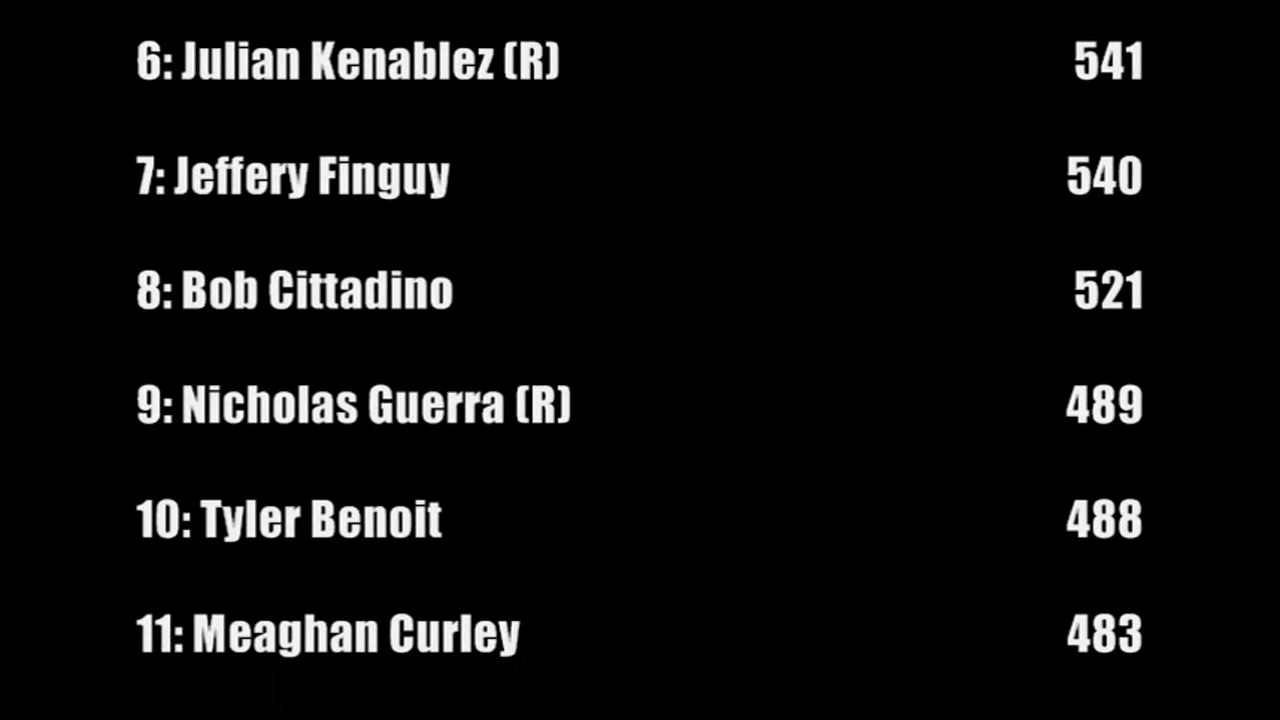 6: Julian Kenablez (R) 541
7: Jeffery Finguy 540
8: Bob Cittadino 521
9: Nicholas Guerra (R) 489
10: Tyler Benoit 488
11: Meaghan Curley 483